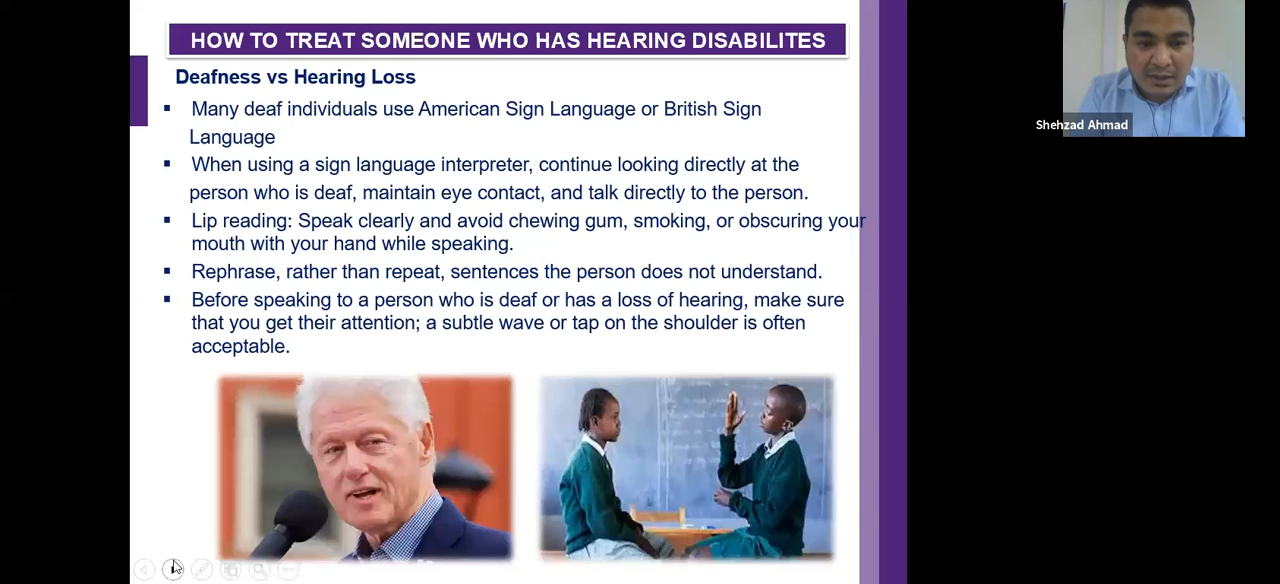 HOW TO TREAT SOMEONE WHO HAS HEARING DISABILITES
Deafness vs Hearing Loss
▪ Many deaf individuals use American Sign Language or British Sign
Language
▪ When using a sign language interpreter, continue looking directly at the
person who is deaf, maintain eye contact, and talk directly to the person.
▪ Lip reading: Speak clearly and avoid chewing gum, smoking, or obscuring your
mouth with your hand while speaking.
▪ Rephrase, rather than repeat, sentences the person does not understand.
▪ Before speaking to a person who is deaf or has a loss of hearing, make sure
that you get their attention; a subtle wave or tap on the shoulder is often
acceptable.
Shehzad Ahmad